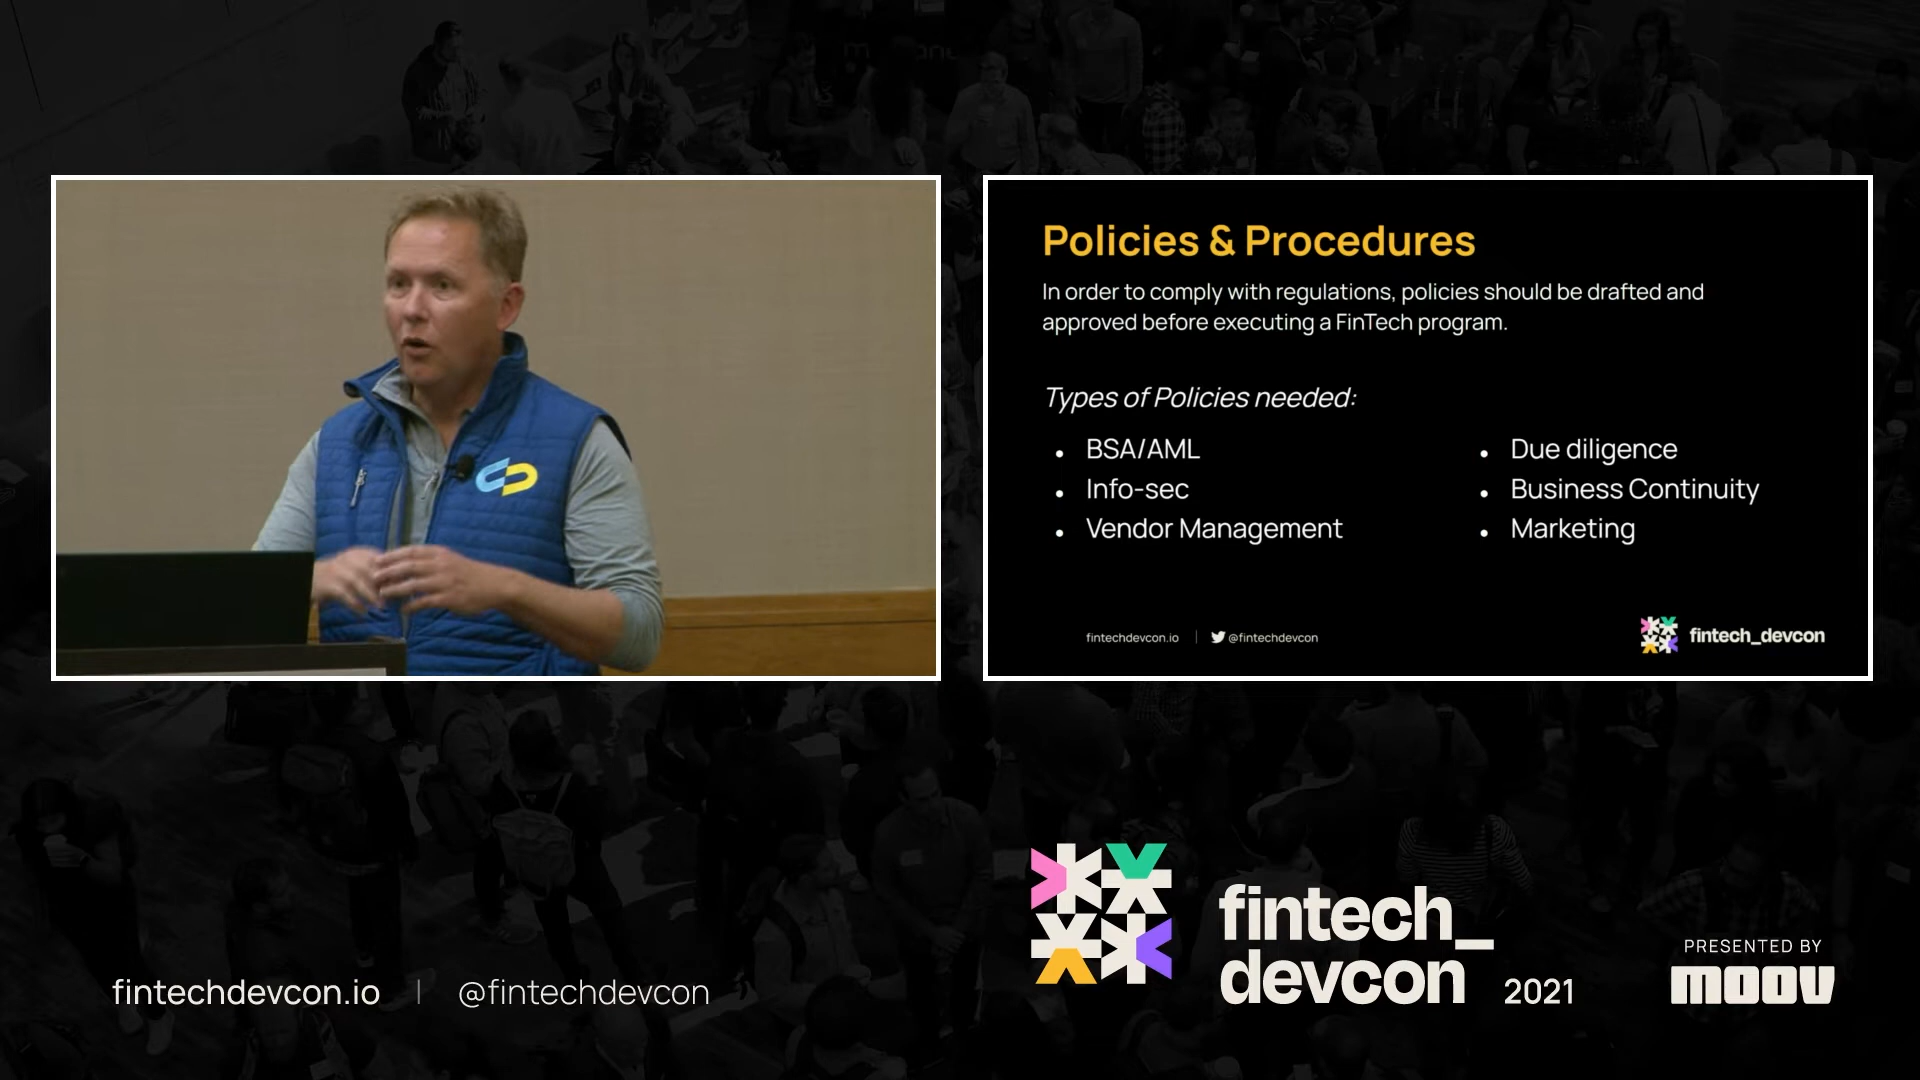 Policies & Procedures
In order to comply with regulations, policies should be drafted and
approved before executing a FinTech program.
Types of Policies needed:
• BSA/AML
• Info-sec
• Vendor Management
• Due diligence
• Business Continuity
• Marketing
fintechdevcon.io | @fintechdevcon
fintech_devcon
fintechdevcon.io | @fintechdevcon
fintech_
devcon 2021
PRESENTED BY
moov